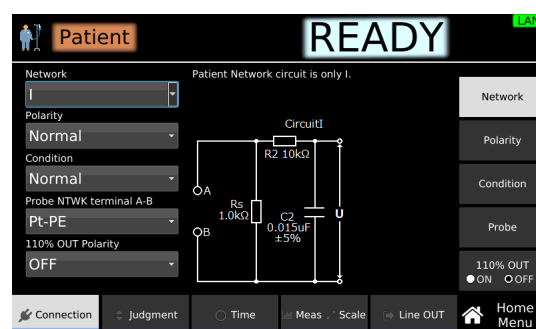 Patient
READY
LAN
Network
Patient Network circuit is only I.
I
Polarity
Normal
Condition
Normal
Probe NTWK terminal A-B
Pt-PE
110% OUT Polarity
OFF
CircuitI
R2 10kΩ
A
Rs
1.0kΩ
B
C2
0.015uF
±5%
U
Network
Polarity
Condition
Probe
110% OUT
ON OFF
Connection
Judgment
Time
Meas
Scale
Line OUT
Home
Menu